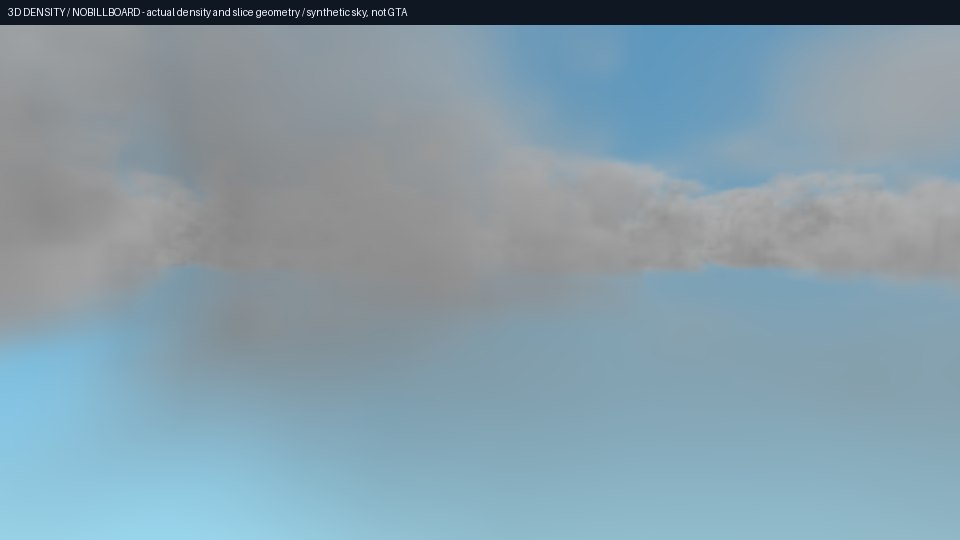 3D DENSITY / NOBILLBOARD - actual density and slice geometry / synthetic sky, not GTA